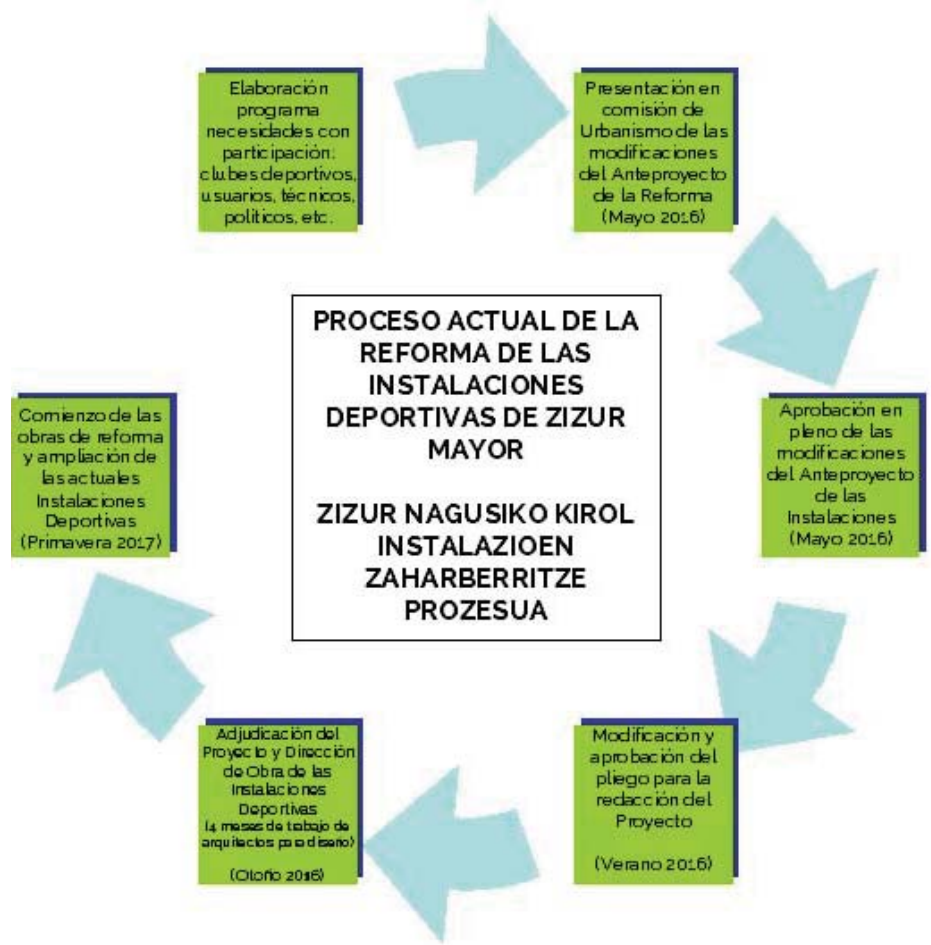 Elaboración
programa
necesidades con
participación:
clubes deportivos,
usuarios, técnicos,
políticos, etc.
Presentación en
comisión de
Urbanismo de las
modificaciones
del Anteproyecto
de la Reforma
(Mayo 2016)
Aprobación en
pleno de las
modificaciones
del Anteproyecto
de las
Instalaciones
(Mayo 2016)
Modificación y
aprobación del
pliego para la
redacción del
Proyecto
(Verano 2016)
Adjudicación del
Proyecto y Dirección
de Obra de las
Instalaciones
Deportivas
(4 meses de trabajo de
arquitectos para diseño)
(Otoño 2016)
Comienzo de las
obras de reforma
y ampliación de
las actuales
Instalaciones
Deportivas
(Primavera 2017)
PROCESO ACTUAL DE LA
REFORMA DE LAS
INSTALACIONES
DEPORTIVAS DE ZIZUR
MAYOR
ZIZUR NAGUSIKO KIROL
INSTALAZIOEN
ZAHARBERRITZE
PROZESUA